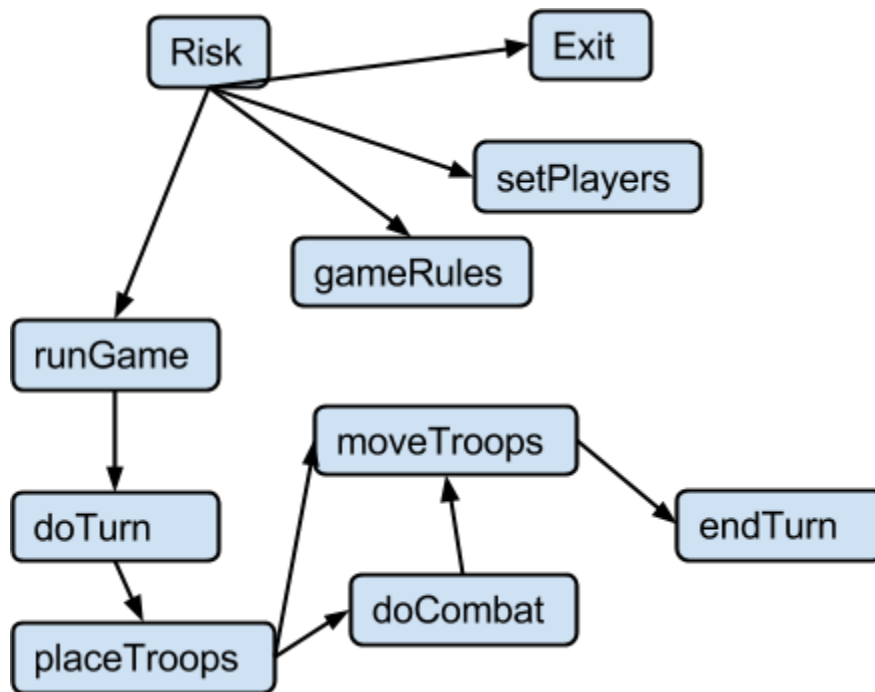 Risk
Exit
setPlayers
gameRules
runGame
moveTroops
doTurn
endTurn
doCombat
placeTroops